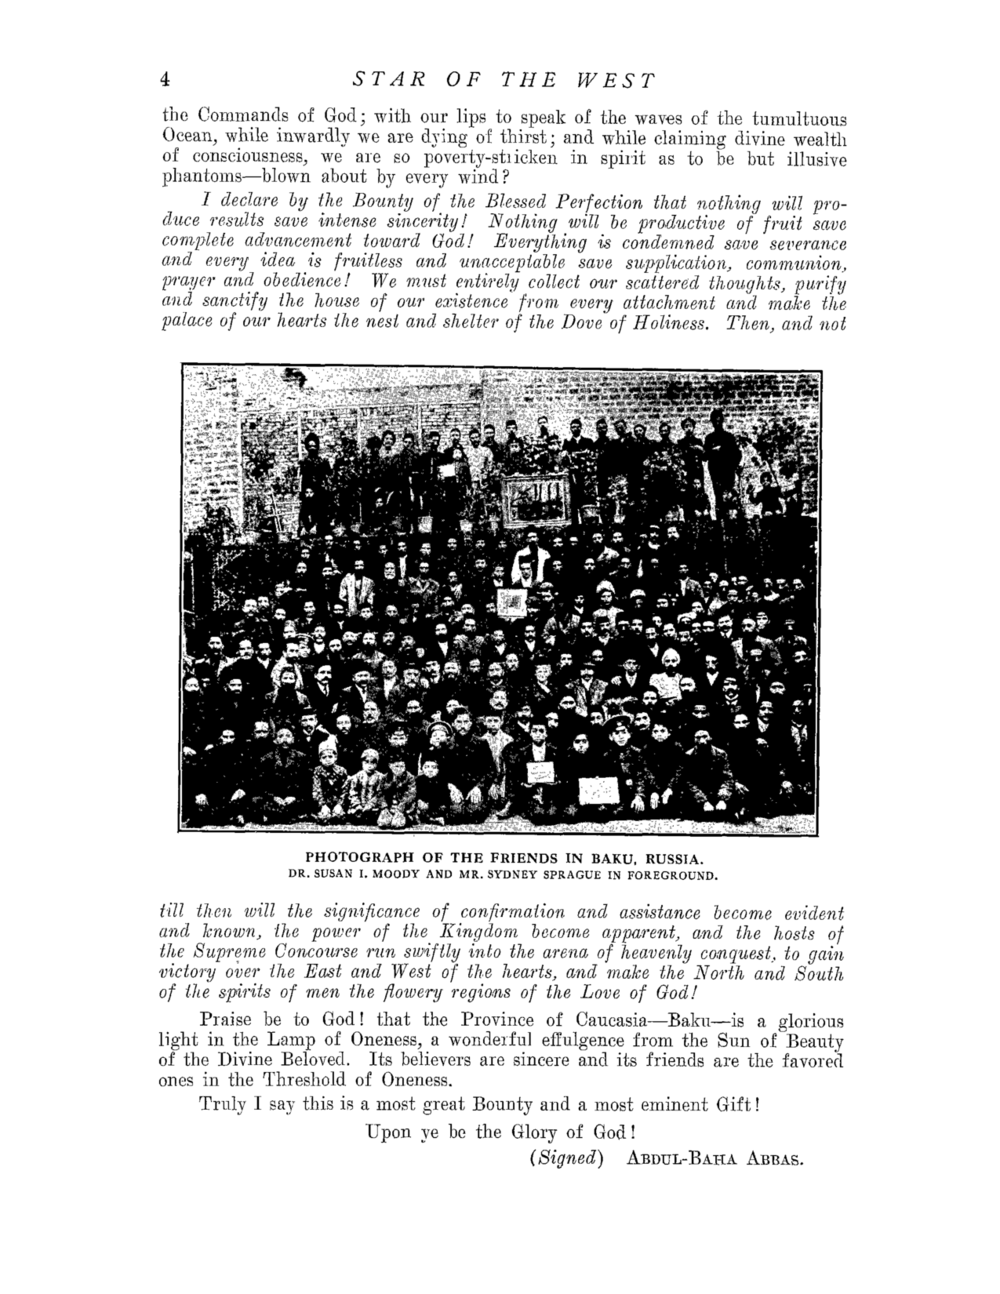 4 STAR OF THE WEST
the Commands of God; with our lips to speak of the waves of the tumultuous
Ocean, while inwardly we are dying of thirst; and while claiming divine wealth
of consciousness, we are so poverty-stricken in spirit as to be but illusive
phantoms—blown about by every wind?
I declare by the Bounty of the Blessed Perfection that nothing will pro-
duce results save intense sincerity! Nothing will be productive of fruit save
complete advancement toward God! Everything is condemned save severance
and every idea is fruitless and unacceptable save supplication, communion,
prayer and obedience! We must entirely collect our scattered thoughts, purify
and sanctify the house of our existence from every attachment and make the
palace of our hearts the nest and shelter of the Dove of Holiness. Then, and not
PHOTOGRAPH OF THE FRIENDS IN BAKU, RUSSIA.
DR. SUSAN I. MOODY AND MR. SYDNEY SPRAGUE IN FOREGROUND.
till then will the significance of confirmation and assistance become evident
and known, the power of the Kingdom become apparent, and the hosts of
the Supreme Concourse run swiftly into the arena of heavenly conquest, to gain
victory over the East and West of the hearts, and make the North and South
of the spirits of men the flowery regions of the Love of God!
Praise be to God! that the Province of Caucasia—Baku—is a glorious
light in the Lamp of Oneness, a wonderful effulgence from the Sun of Beauty
of the Divine Beloved. Its believers are sincere and its friends are the favored
ones in the Threshold of Oneness.
Truly I say this is a most great Bounty and a most eminent Gift!
Upon ye be the Glory of God!
(Signed) ABDUL-BAHA ABBAS.